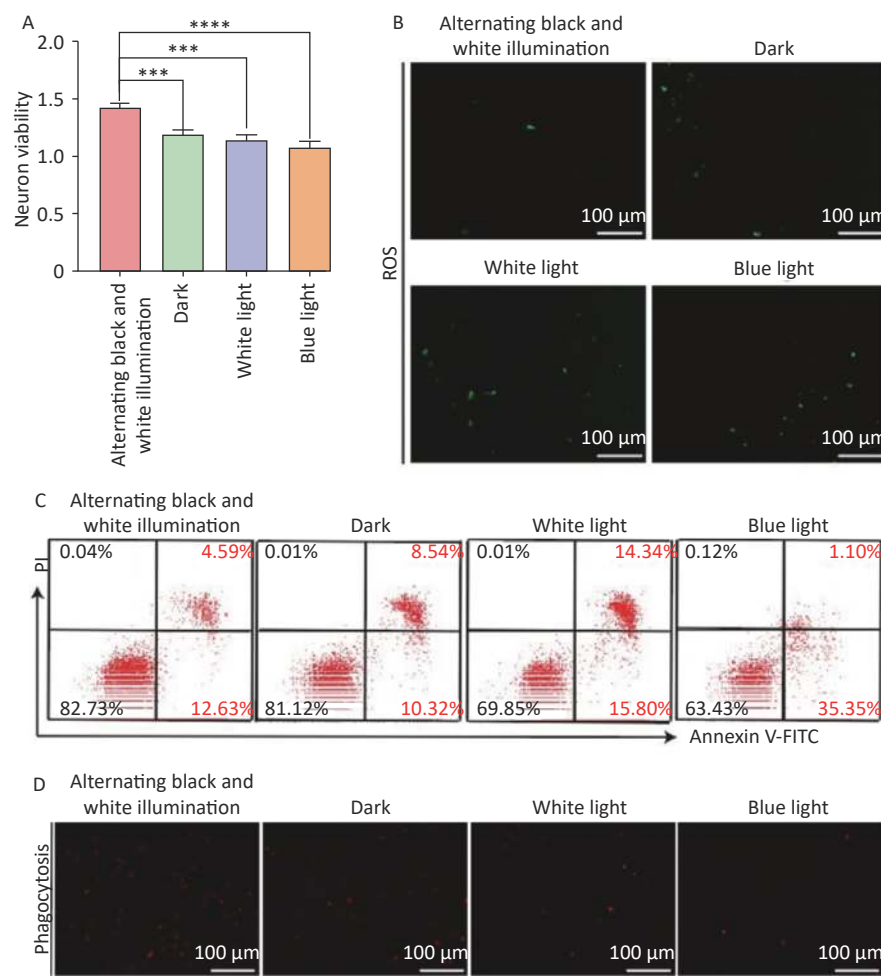 A
****
***
***
2.0
1.5
1.0
0.5
0
Neuron viability
Alternating black and
white illumination
Dark
White light
Blue light
B
Alternating black and
white illumination
Dark
100 μm
100 μm
White light
Blue light
100 μm
100 μm
ROS
C
Alternating black and
white illumination
Dark
White light
Blue light
PI
0.04%
4.59%
0.01%
8.54%
0.01%
14.34%
0.12%
1.10%
82.73%
12.63%
81.12%
10.32%
69.85%
15.80%
63.43%
35.35%
Annexin V-FITC
D
Alternating black and
white illumination
Dark
White light
Blue light
Phagocytosis
100 μm
100 μm
100 μm
100 μm